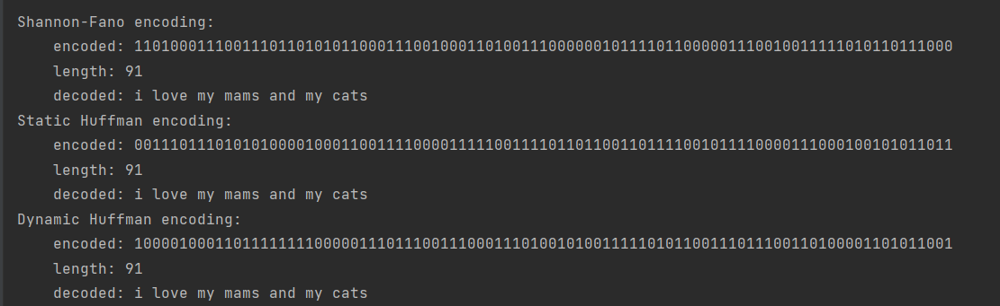 Shannon-Fano encoding:
encoded: 1101000111001110110101011000111001000110100111000000101111011000001110010011111010110111000
length: 91
decoded: i love my mams and my cats
Static Huffman encoding:
encoded: 0011101110101010000100011001111000011111100111101101100110111100101111000011100010010101011011
length: 91
decoded: i love my mams and my cats
Dynamic Huffman encoding:
encoded: 1000010001101111111110000011101110011100011101001010011111010110011101110011010000110101011001
length: 91
decoded: i love my mams and my cats